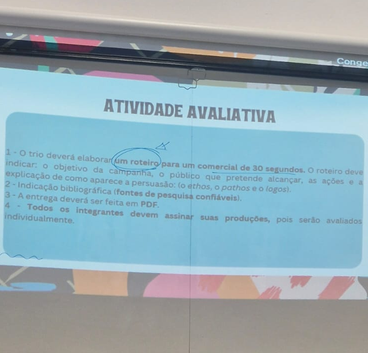 Conge
ATIVIDADE AVALIATIVA
1 - O trio deverá elaborar um roteiro para um comercial de 30 segundos. O roteiro deve
indicar: o objetivo da campanha, o público que pretende alcançar, as ações e a
explicação de como aparece a persuasão: (o ethos, o pathos e o logos).
2 - Indicação bibliográfica (fontes de pesquisa confiáveis).
3 - A entrega deverá ser feita em PDF.
4 - Todos os integrantes devem assinar suas produções, pois serão avaliados
individualmente.